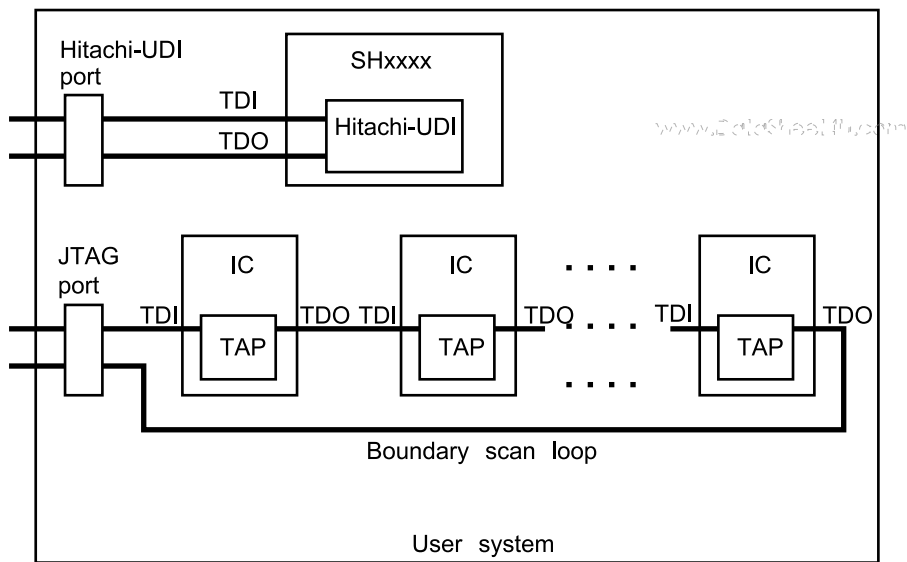 Hitachi-UDI
port
SHxxxx
TDI
Hitachi-UDI
TDO
JTAG
port
IC
IC
. . . .
IC
TDI
TDO
TDI
TDO
. . . .
TDI
TDO
TAP
TAP
TAP
. . . .
Boundary scan loop
User system